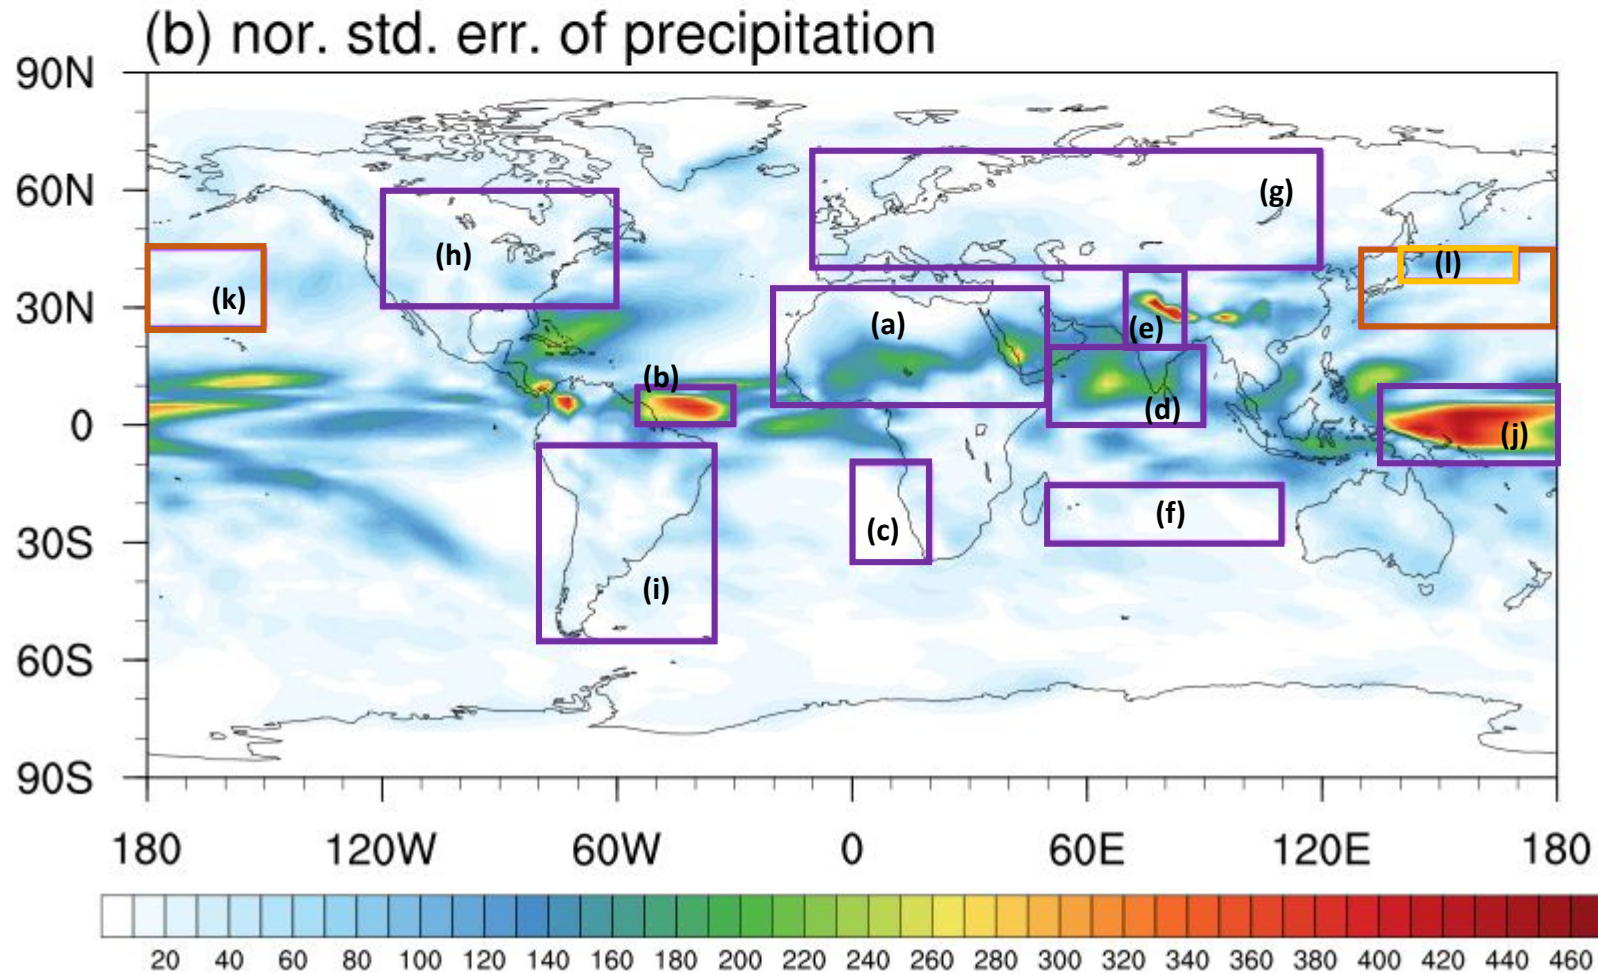 (b) nor. std. err. of precipitation
90N
60N
30N
0
30S
60S
90S
(g)
(h)
(l)
(k)
(a)
(e)
(b)
(d)
(j)
(f)
(c)
(i)
180 120W 60W 0 60E 120E 180
20 40 60 80 100 120 140 160 180 200 220 240 260 280 300 320 340 360 380 400 420 440 460